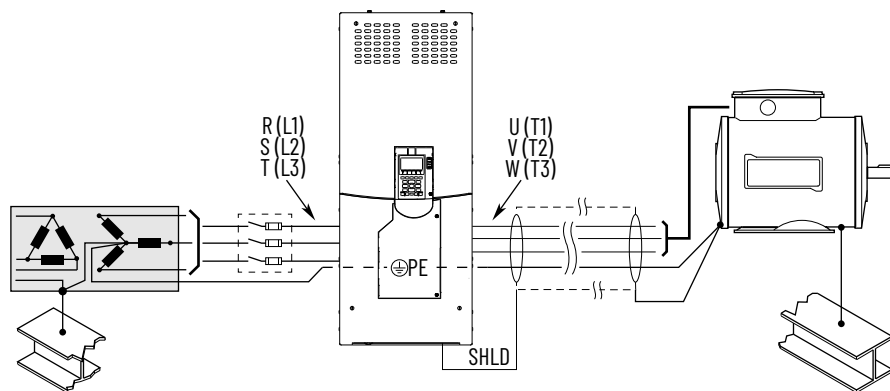 R (L1)
S (L2)
T (L3)
U (T1)
V (T2)
W (T3)
PE
SHLD